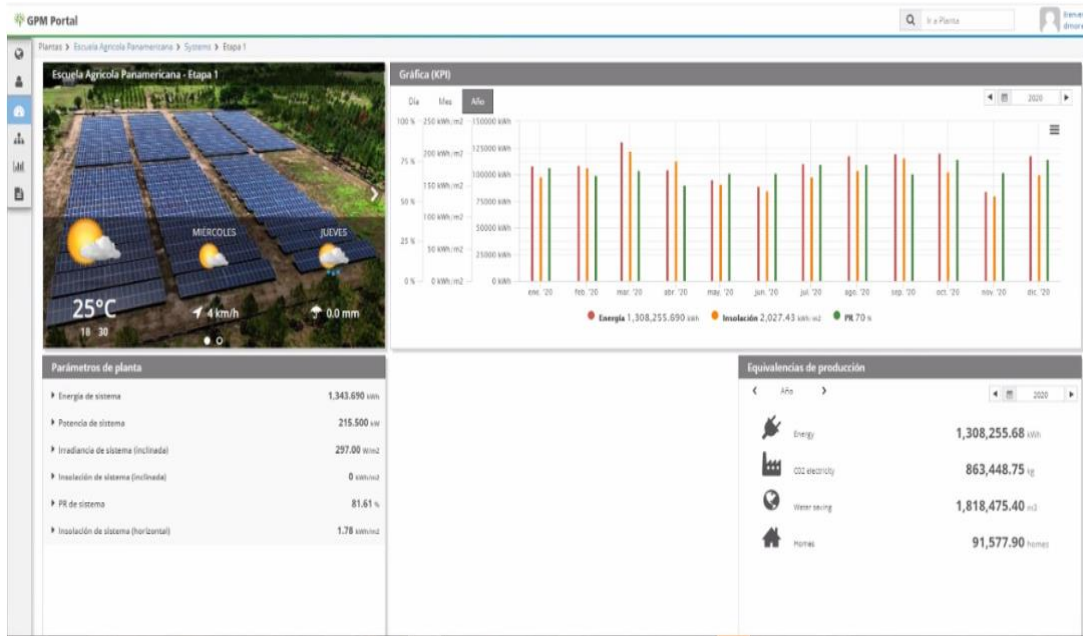 GPM Portal
Ir a Planta
Plantas > Escuela Agricola Panamericana > Systems > Etapa 1
Escuela Agricola Panamericana - Etapa 1
MIÉRCOLES
JUEVES
25°C
18 30
4 km/h
0.0 mm
Gráfica (KPI)
Día Mes Año
2020
100 % 250 kWh/m2 150000 kWh
125000 kWh
75 % 200 kWh/m2
150 kWh/m2 100000 kWh
50 % 75000 kWh
100 kWh/m2 50000 kWh
25 % 50 kWh/m2 25000 kWh
0 % 0 kWh/m2 0 kWh
ene. '20 feb. '20 mar. '20 abr. '20 may. '20 jun. '20 jul. '20 ago. '20 sep. '20 oct. '20 nov. '20 dic. '20
Energía 1,308,255.690 kWh Insolación 2,027.43 kWh/m2 PR 70 %
Parámetros de planta
Energía de sistema 1,343.690 kWh
Potencia de sistema 215.500 kW
Irradiancia de sistema (inclinada) 297.00 W/m2
Insolación de sistema (inclinada) 0 kWh/m2
PR de sistema 81.61 %
Insolación de sistema (horizontal) 1.78 kWh/m2
Equivalencias de producción
Año
2020
Energy 1,308,255.68 kWh
CO2 electricity 863,448.75 kg
Water saving 1,818,475.40 m3
Homes 91,577.90 homes